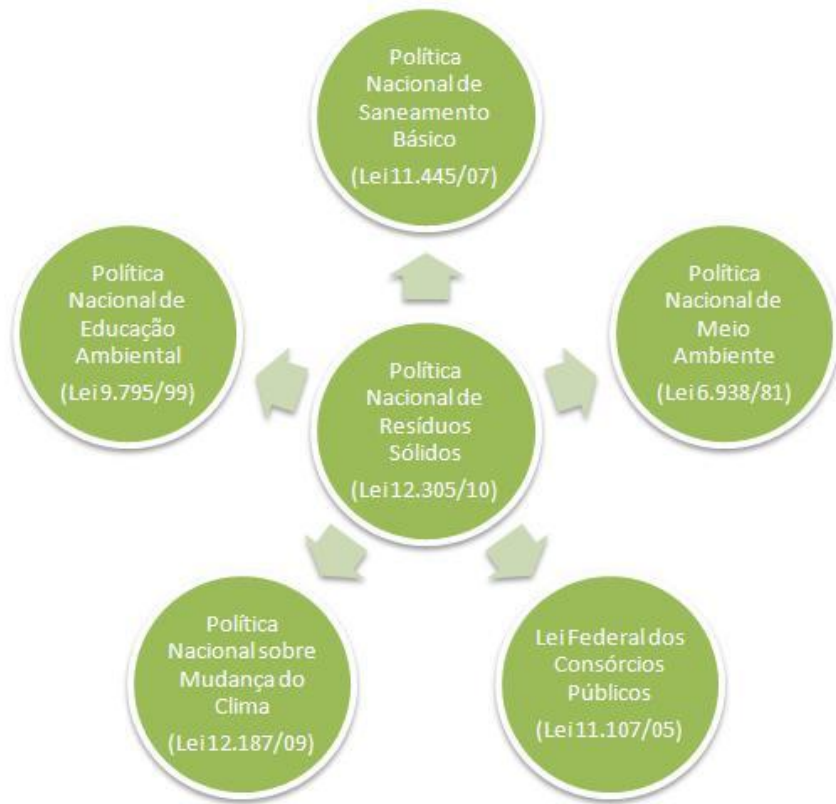 Política
Nacional de
Saneamento
Básico
(Lei 11.445/07)
Política
Nacional de
Educação
Ambiental
(Lei 9.795/99)
Política
Nacional de
Meio
Ambiente
(Lei 6.938/81)
Política
Nacional de
Resíduos
Sólidos
(Lei 12.305/10)
Política
Nacional sobre
Mudança do
Clima
(Lei 12.187/09)
Lei Federal dos
Consórcios
Públicos
(Lei 11.107/05)